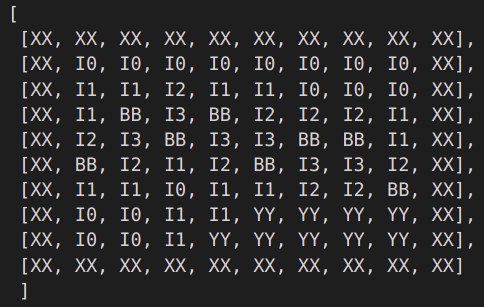 [
[XX, XX, XX, XX, XX, XX, XX, XX, XX, XX],
[XX, I0, I0, I0, I0, I0, I0, I0, I0, XX],
[XX, I1, I1, I2, I1, I1, I0, I0, I0, XX],
[XX, I1, BB, I3, BB, I2, I2, I2, I1, XX],
[XX, I2, I3, BB, I3, I3, BB, BB, I1, XX],
[XX, BB, I2, I1, I2, BB, I3, I3, I2, XX],
[XX, I1, I1, I0, I1, I1, I2, I2, BB, XX],
[XX, I0, I0, I1, I1, YY, YY, YY, YY, XX],
[XX, I0, I0, I1, YY, YY, YY, YY, YY, XX],
[XX, XX, XX, XX, XX, XX, XX, XX, XX, XX]
]